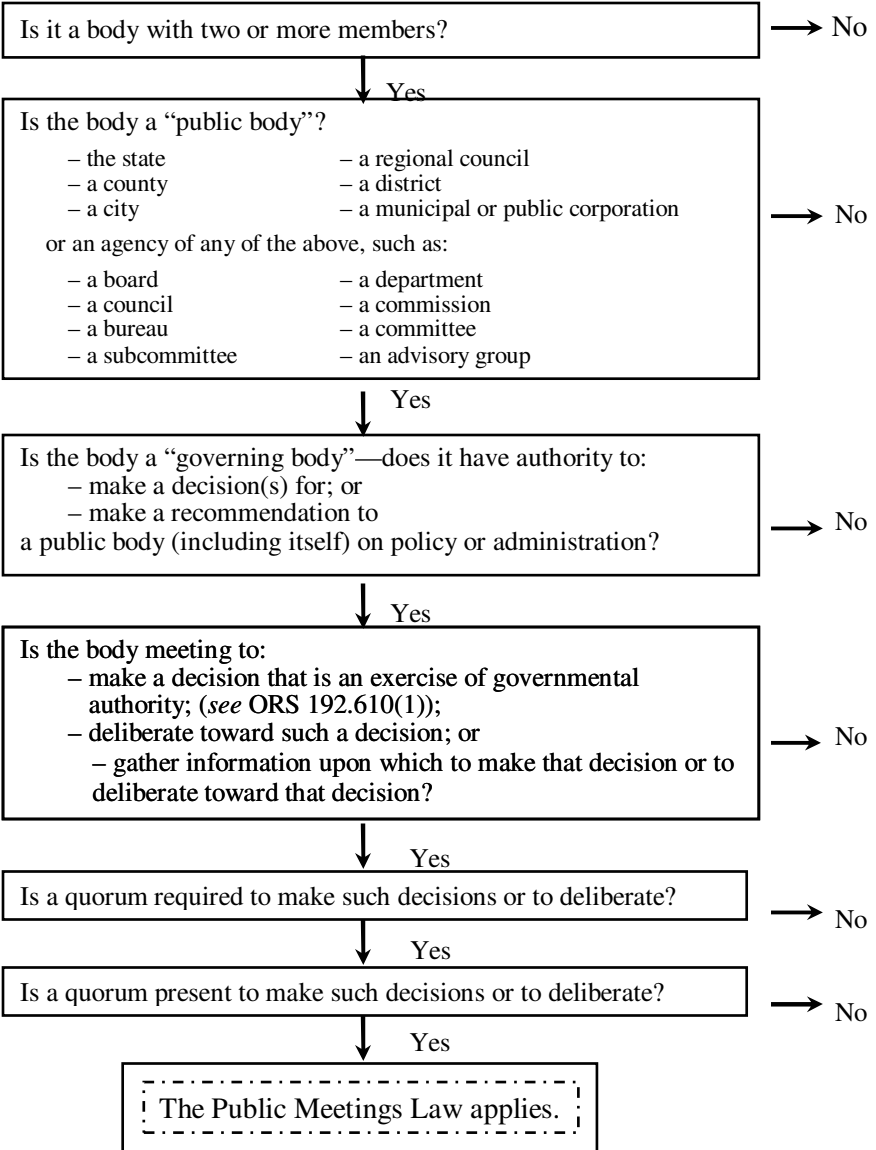 Is it a body with two or more members?
No
Yes
Is the body a “public body”?
– the state – a regional council
– a county – a district
– a city – a municipal or public corporation
No
or an agency of any of the above, such as:
– a board – a department
– a council – a commission
– a bureau – a committee
– a subcommittee – an advisory group
Yes
Is the body a “governing body”—does it have authority to:
– make a decision(s) for; or
– make a recommendation to
No
a public body (including itself) on policy or administration?
Yes
Is the body meeting to:
– make a decision that is an exercise of governmental
authority; (see ORS 192.610(1));
– deliberate toward such a decision; or
No
– gather information upon which to make that decision or to
deliberate toward that decision?
Yes
Is a quorum required to make such decisions or to deliberate?
No
Yes
Is a quorum present to make such decisions or to deliberate?
No
Yes
The Public Meetings Law applies.